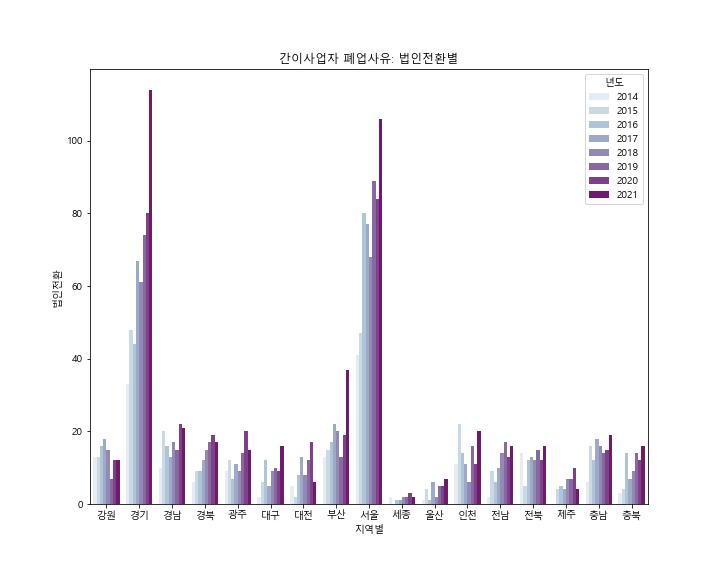 간이사업자 폐업사유: 법인전환별
년도
2014
2015
2016
2017
2018
2019
2020
2021
법인전환
100
80
60
40
20
0
강원 경기 경남 경북 광주 대구 대전 부산 서울 세종 울산 인천 전남 전북 제주 충남 충북
지역별